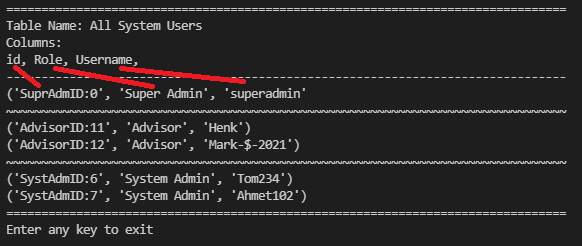 ================================================================================
Table Name: All System Users
Columns:
id, Role, Username,
--------------------------------------------------------------------------------
('SuprAdmID:0', 'Super Admin', 'superadmin'
~~~~~~~~~~~~~~~~~~~~~~~~~~~~~~~~~~~~~~~~~~~~~~~~~~~~~~~~~~~~~~~~~~~~~~~~~~~~~~~~
('AdvisorID:11', 'Advisor', 'Henk')
('AdvisorID:12', 'Advisor', 'Mark-$-2021')
~~~~~~~~~~~~~~~~~~~~~~~~~~~~~~~~~~~~~~~~~~~~~~~~~~~~~~~~~~~~~~~~~~~~~~~~~~~~~~~~
('SystAdmID:6', 'System Admin', 'Tom234')
('SystAdmID:7', 'System Admin', 'Ahmet102')
================================================================================
Enter any key to exit